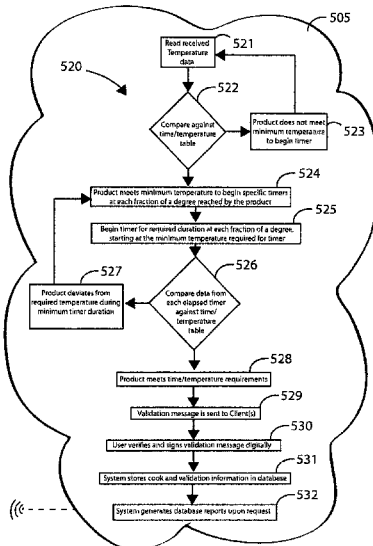 505
Read received
Temperature
data
521
520
522
Compare against
time/temperature
table
Product does not meet
minimum temperature
to begin timer
523
524
Product meets minimum temperature to begin specific timers
at each fraction of a degree reached by the product
525
Begin timer for required duration at each fraction of a degree,
starting at the minimum temperature required for timer
527
526
Product deviates from
required temperature during
minimum timer duration
Compare data from
each elapsed timer
against time/
temperature
table
528
Product meets time/temperature requirements
529
Validation message is sent to Client(s)
530
User verifies and signs validation message digitally
531
System stores cook and validation information in database
532
System generates database reports upon request